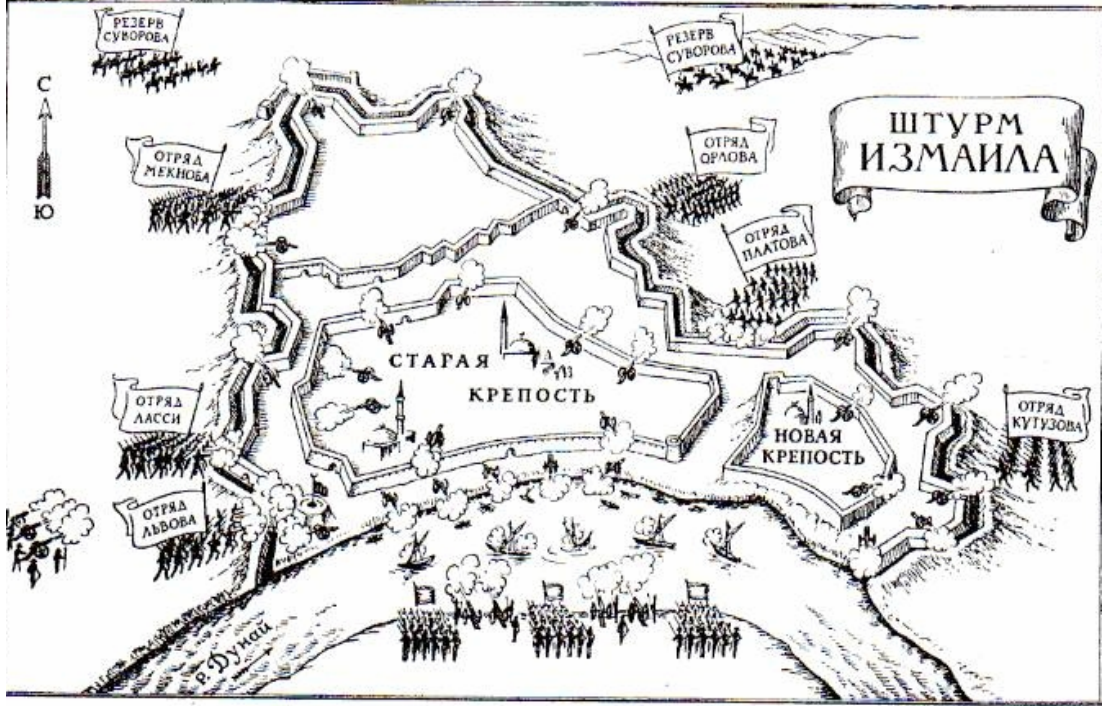 РЕЗЕРВ
СУВОРОВА
РЕЗЕРВ
СУВОРОВА
С
Ю
ШТУРМ
ИЗМАИЛА
ОТРЯД
МЕКНОВА
ОТРЯД
ОРЛОВА
ОТРЯД
ПЛАТОВА
СТАРАЯ
КРЕПОСТЬ
ОТРЯД
ЛАССИ
ОТРЯД
КУТУЗОВА
НОВАЯ
КРЕПОСТЬ
ОТРЯД
ЛЬВОВА
р. Дунай